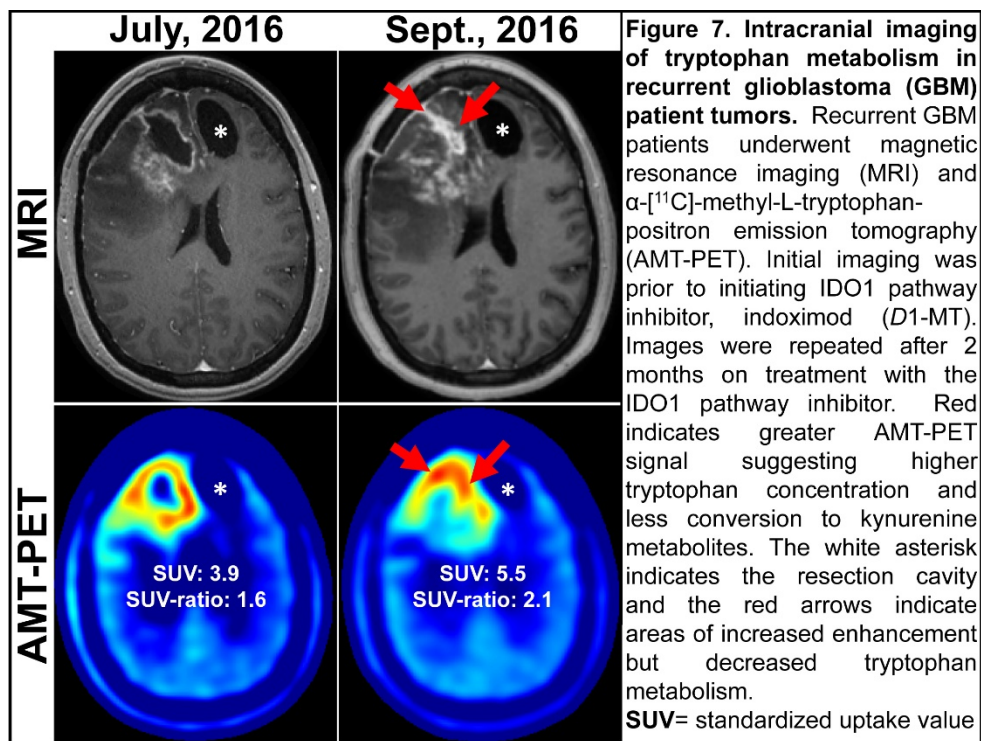 July, 2016
Sept., 2016
MRI
*
*
AMT-PET
*
SUV: 3.9
SUV-ratio: 1.6
*
SUV: 5.5
SUV-ratio: 2.1
Figure 7. Intracranial imaging
of tryptophan metabolism in
recurrent glioblastoma (GBM)
patient tumors. Recurrent GBM
patients underwent magnetic
resonance imaging (MRI) and
α-[¹¹C]-methyl-L-tryptophan-
positron emission tomography
(AMT-PET). Initial imaging was
prior to initiating IDO1 pathway
inhibitor, indoximod (D1-MT).
Images were repeated after 2
months on treatment with the
IDO1 pathway inhibitor. Red
indicates greater AMT-PET
signal suggesting higher
tryptophan concentration and
less conversion to kynurenine
metabolites. The white asterisk
indicates the resection cavity
and the red arrows indicate
areas of increased enhancement
but decreased tryptophan
metabolism.
SUV= standardized uptake value